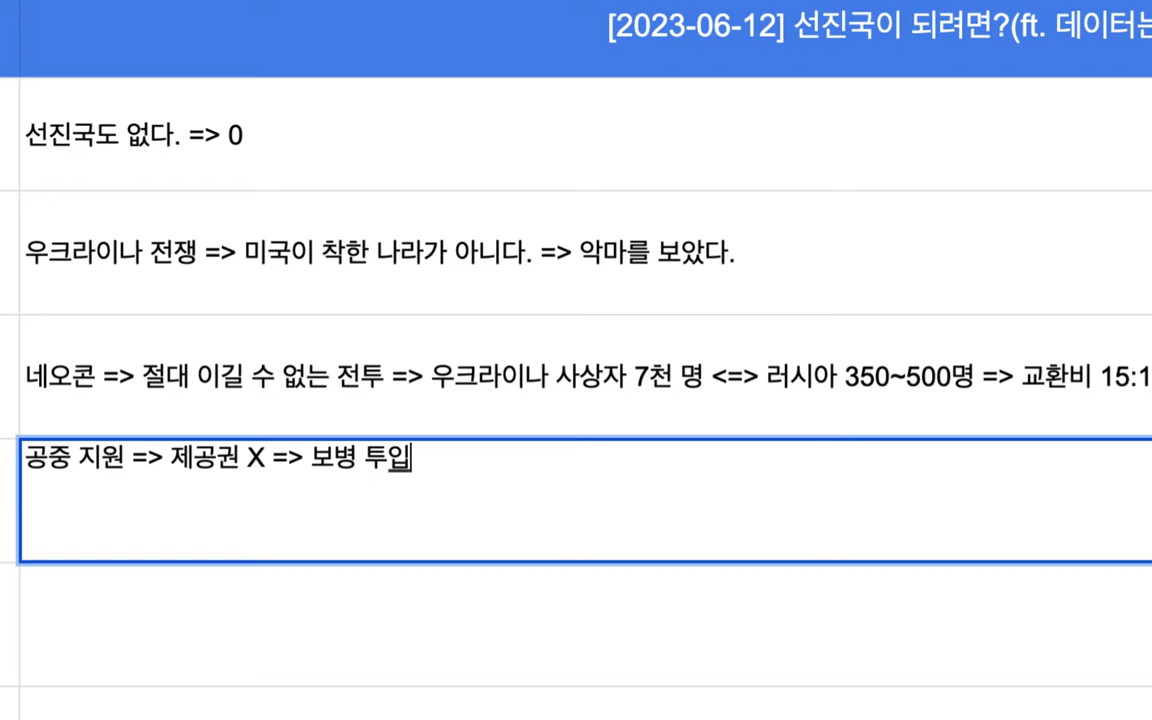 [2023-06-12] 선진국이 되려면?(ft. 데이터는
선진국도 없다. => 0
우크라이나 전쟁 => 미국이 착한 나라가 아니다. => 악마를 보았다.
네오콘 => 절대 이길 수 없는 전투 => 우크라이나 사상자 7천 명 <=> 러시아 350~500명 => 교환비 15:1
공중 지원 => 제공권 X => 보병 투입